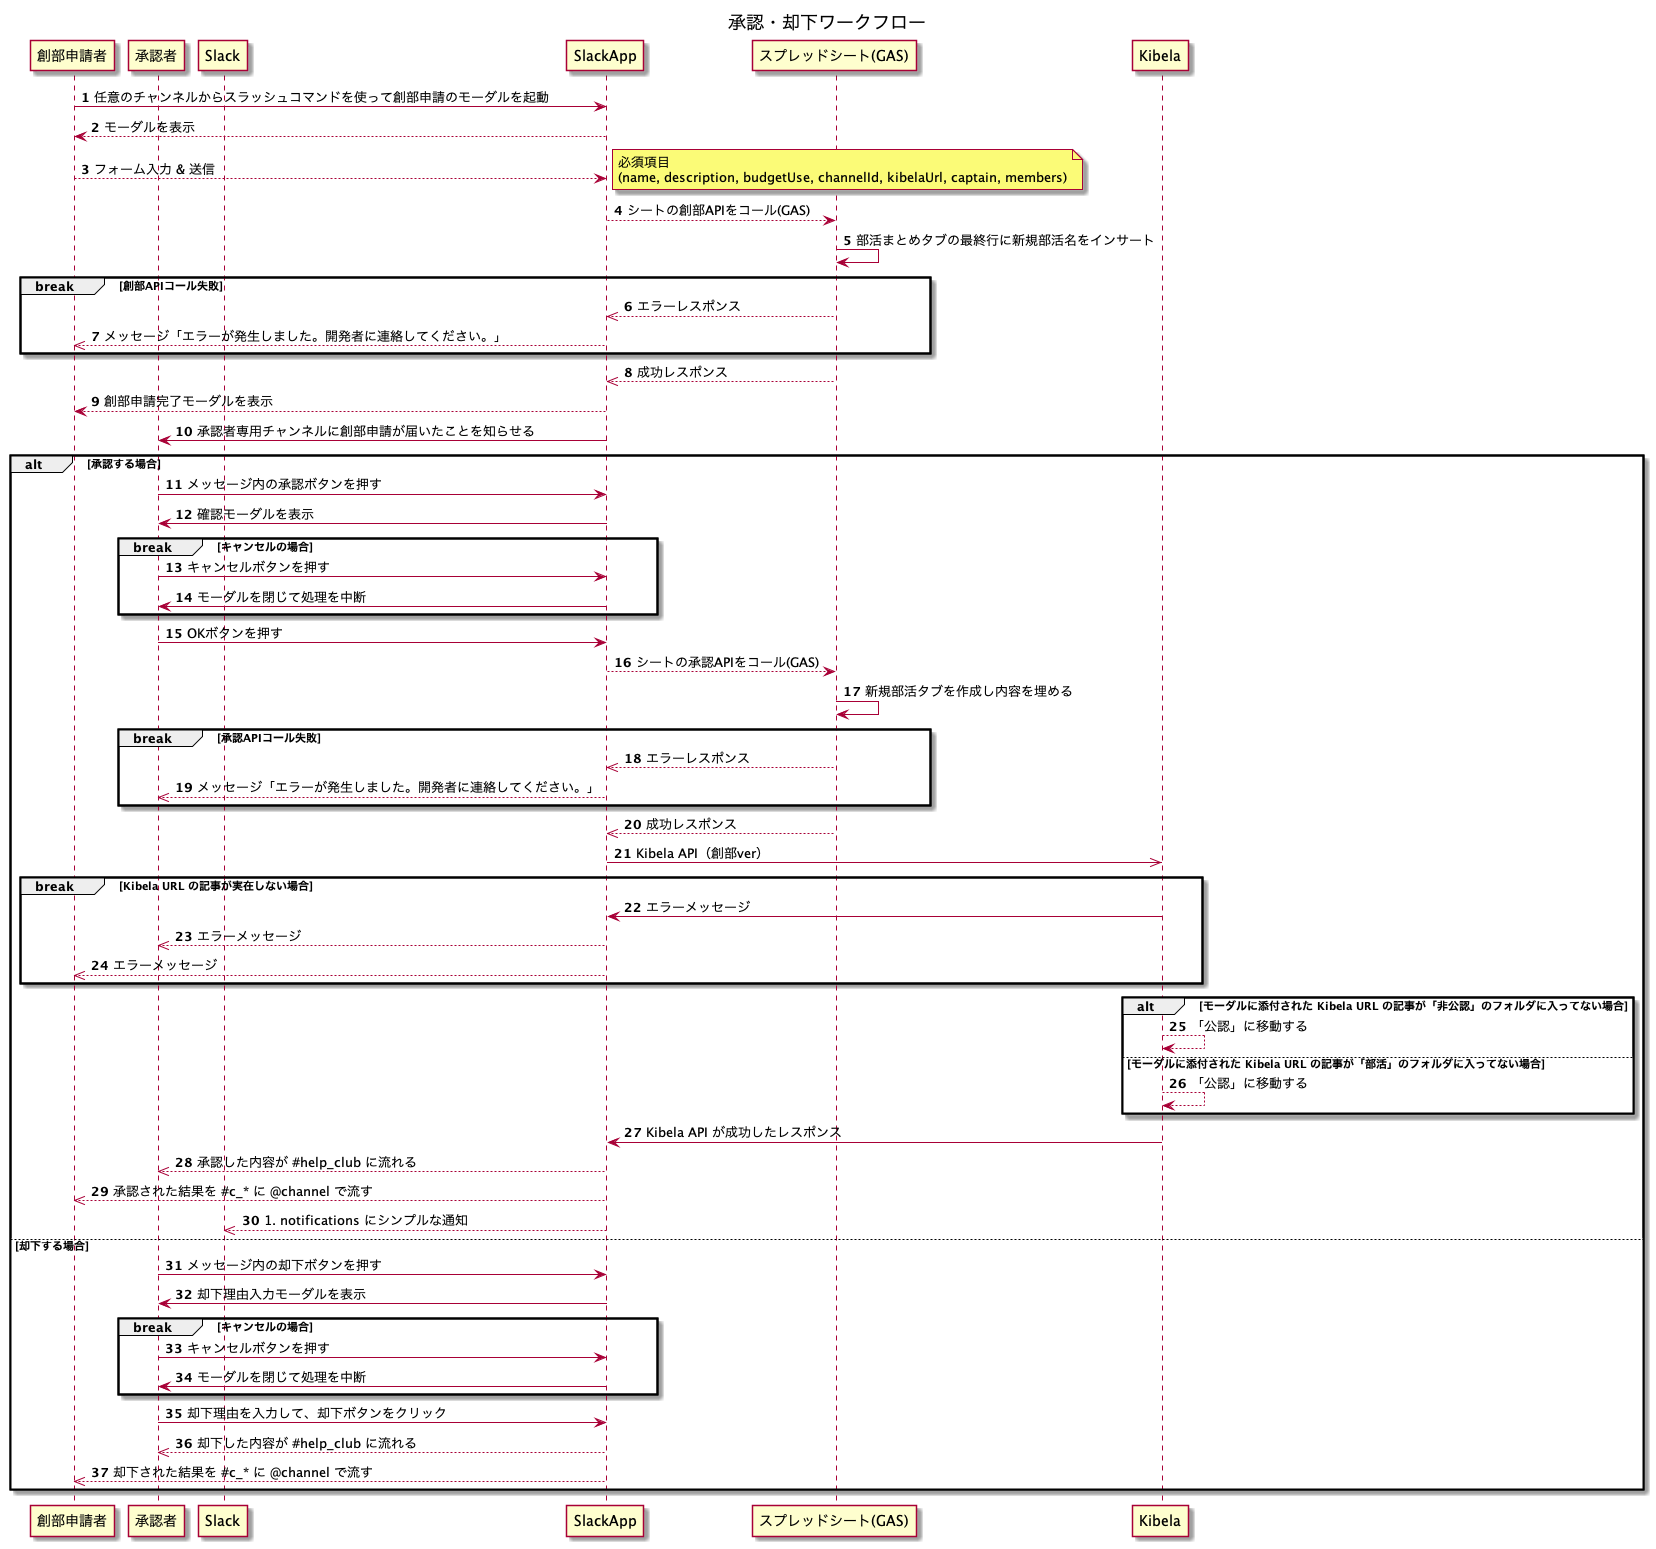 承認・却下ワークフロー
創部申請者
承認者
Slack
SlackApp
スプレッドシート(GAS)
Kibela
1 任意のチャンネルからスラッシュコマンドを使って創部申請のモーダルを起動
2 モーダルを表示
3 フォーム入力 & 送信
必須項目
(name, description, budgetUse, channelId, kibelaUrl, captain, members)
4 シートの創部APIをコール(GAS)
5 部活まとめタブの最終行に新規部活名をインサート
break [創部APIコール失敗]
6 エラーレスポンス
7 メッセージ「エラーが発生しました。開発者に連絡してください。」
8 成功レスポンス
9 創部申請完了モーダルを表示
10 承認者専用チャンネルに創部申請が届いたことを知らせる
alt [承認する場合]
11 メッセージ内の承認ボタンを押す
12 確認モーダルを表示
break [キャンセルの場合]
13 キャンセルボタンを押す
14 モーダルを閉じて処理を中断
15 OKボタンを押す
16 シートの承認APIをコール(GAS)
17 新規部活タブを作成し内容を埋める
break [承認APIコール失敗]
18 エラーレスポンス
19 メッセージ「エラーが発生しました。開発者に連絡してください。」
20 成功レスポンス
21 Kibela API（創部ver）
break [Kibela URL の記事が実在しない場合]
22 エラーメッセージ
23 エラーメッセージ
24 エラーメッセージ
alt [モーダルに添付された Kibela URL の記事が「非公認」のフォルダに入ってない場合]
25 「公認」に移動する
[モーダルに添付された Kibela URL の記事が「部活」のフォルダに入ってない場合]
26 「公認」に移動する
27 Kibela API が成功したレスポンス
28 承認した内容が #help_club に流れる
29 承認された結果を #c_* に @channel で流す
30 1. notifications にシンプルな通知
[却下する場合]
31 メッセージ内の却下ボタンを押す
32 却下理由入力モーダルを表示
break [キャンセルの場合]
33 キャンセルボタンを押す
34 モーダルを閉じて処理を中断
35 却下理由を入力して、却下ボタンをクリック
36 却下した内容が #help_club に流れる
37 却下された結果を #c_* に @channel で流す
創部申請者
承認者
Slack
SlackApp
スプレッドシート(GAS)
Kibela